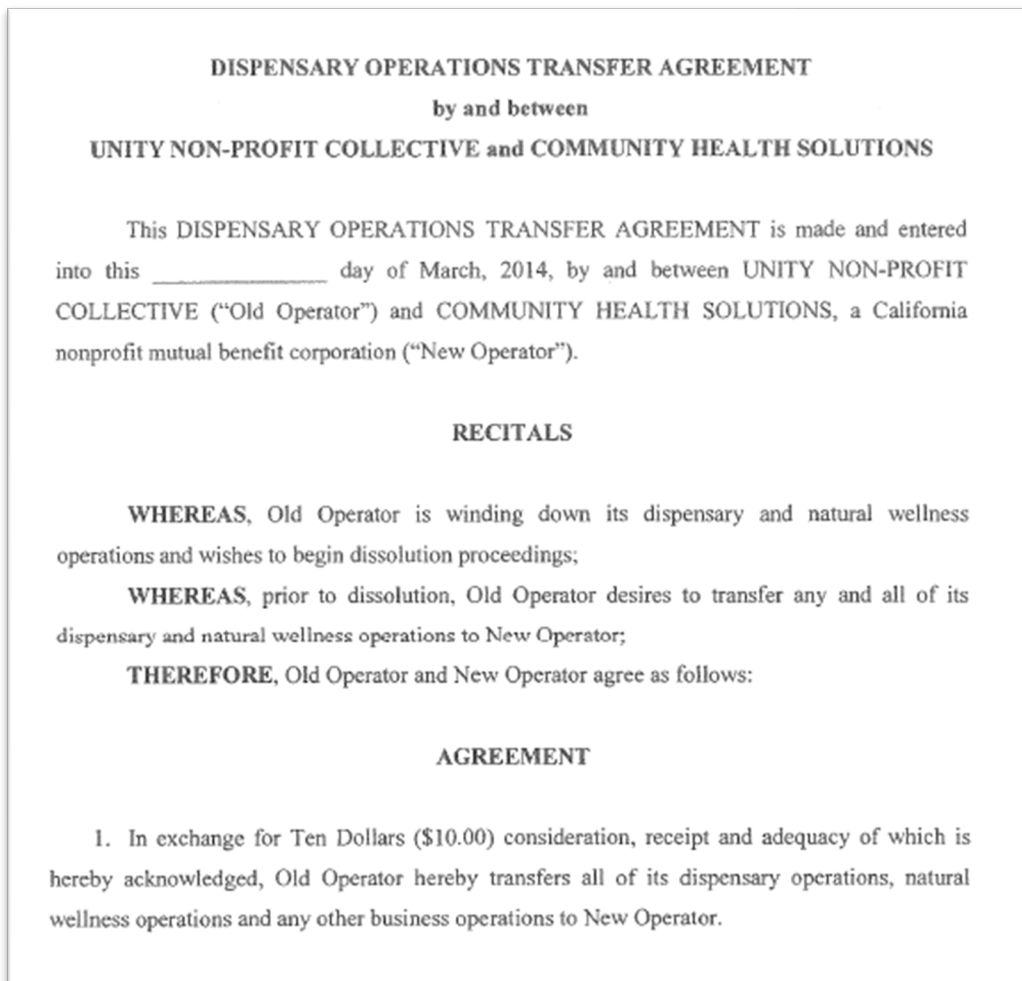 DISPENSARY OPERATIONS TRANSFER AGREEMENT
by and between
UNITY NON-PROFIT COLLECTIVE and COMMUNITY HEALTH SOLUTIONS
This DISPENSARY OPERATIONS TRANSFER AGREEMENT is made and entered
into this _______________ day of March, 2014, by and between UNITY NON-PROFIT
COLLECTIVE (“Old Operator”) and COMMUNITY HEALTH SOLUTIONS, a California
nonprofit mutual benefit corporation (“New Operator”).
RECITALS
WHEREAS, Old Operator is winding down its dispensary and natural wellness
operations and wishes to begin dissolution proceedings;
WHEREAS, prior to dissolution, Old Operator desires to transfer any and all of its
dispensary and natural wellness operations to New Operator;
THEREFORE, Old Operator and New Operator agree as follows:
AGREEMENT
1. In exchange for Ten Dollars ($10.00) consideration, receipt and adequacy of which is
hereby acknowledged, Old Operator hereby transfers all of its dispensary operations, natural
wellness operations and any other business operations to New Operator.